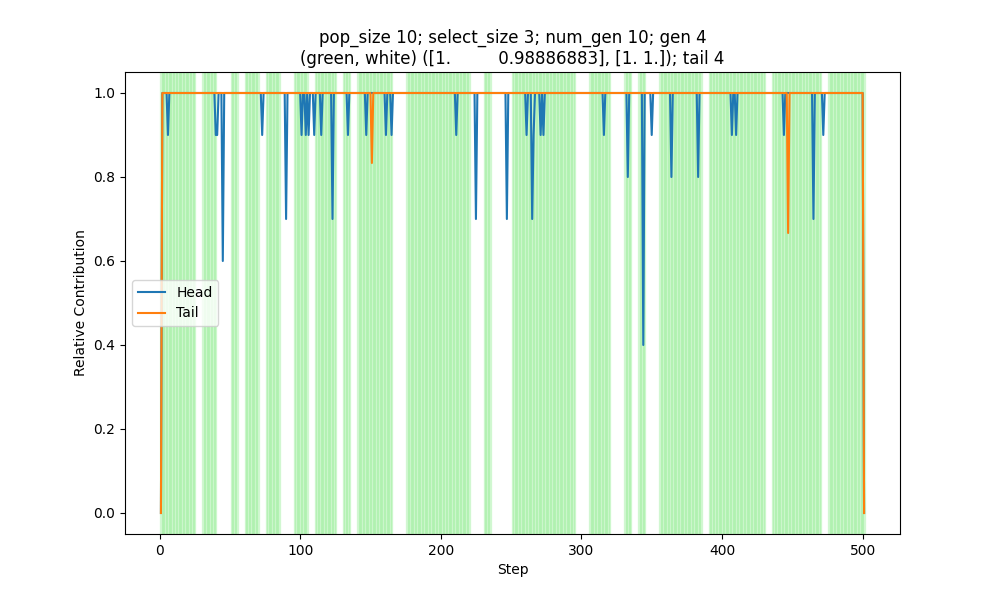 pop_size 10; select_size 3; num_gen 10; gen 4
(green, white) ([1.         0.98886883], [1. 1.]); tail 4
1.0
0.8
0.6
0.4
0.2
0.0
Relative Contribution
Head
Tail
0 100 200 300 400 500
Step